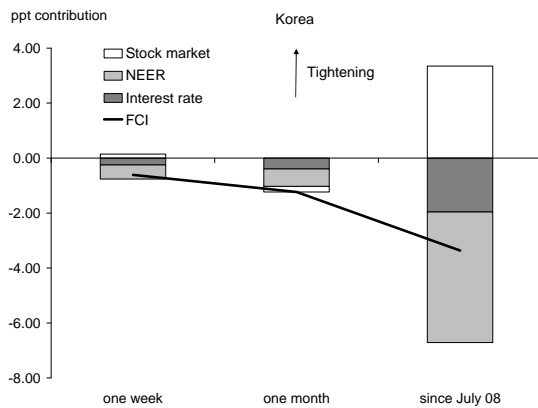 ppt contribution
Korea
4.00
2.00
0.00
-2.00
-4.00
-6.00
-8.00
Stock market
NEER
Interest rate
FCI
Tightening
one week
one month
since July 08